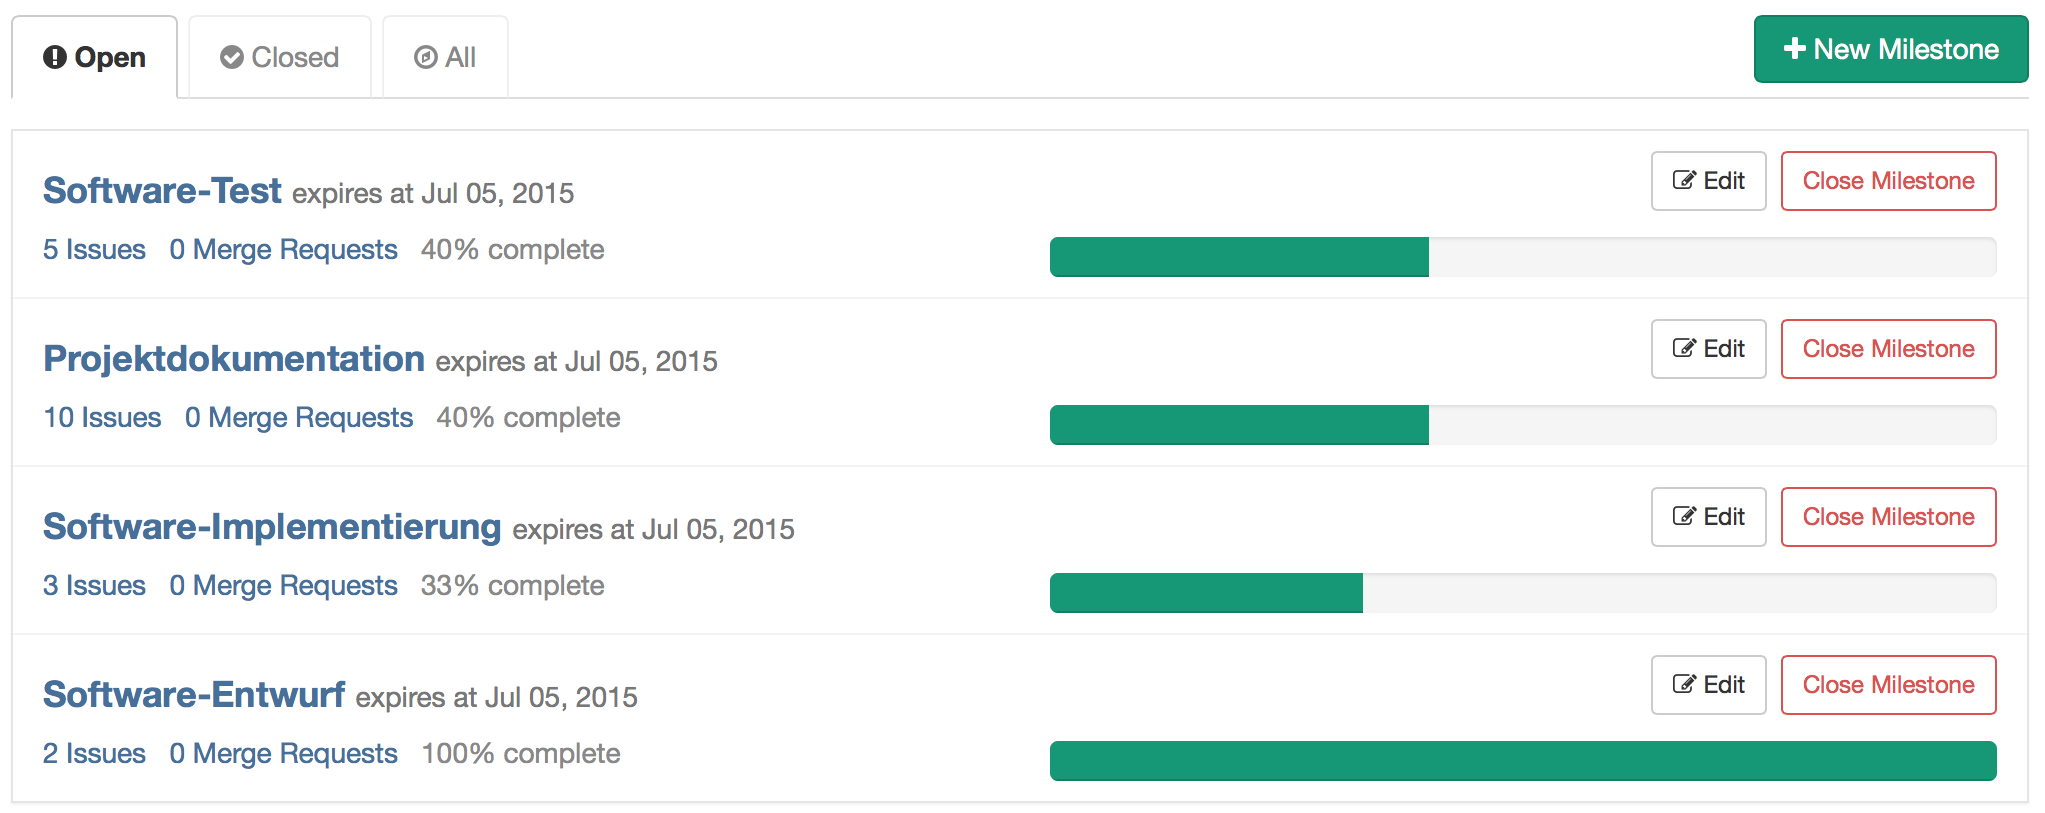 Open Closed All
New Milestone
Software-Test expires at Jul 05, 2015
Edit Close Milestone
5 Issues 0 Merge Requests 40% complete
Projektdokumentation expires at Jul 05, 2015
Edit Close Milestone
10 Issues 0 Merge Requests 40% complete
Software-Implementierung expires at Jul 05, 2015
Edit Close Milestone
3 Issues 0 Merge Requests 33% complete
Software-Entwurf expires at Jul 05, 2015
Edit Close Milestone
2 Issues 0 Merge Requests 100% complete